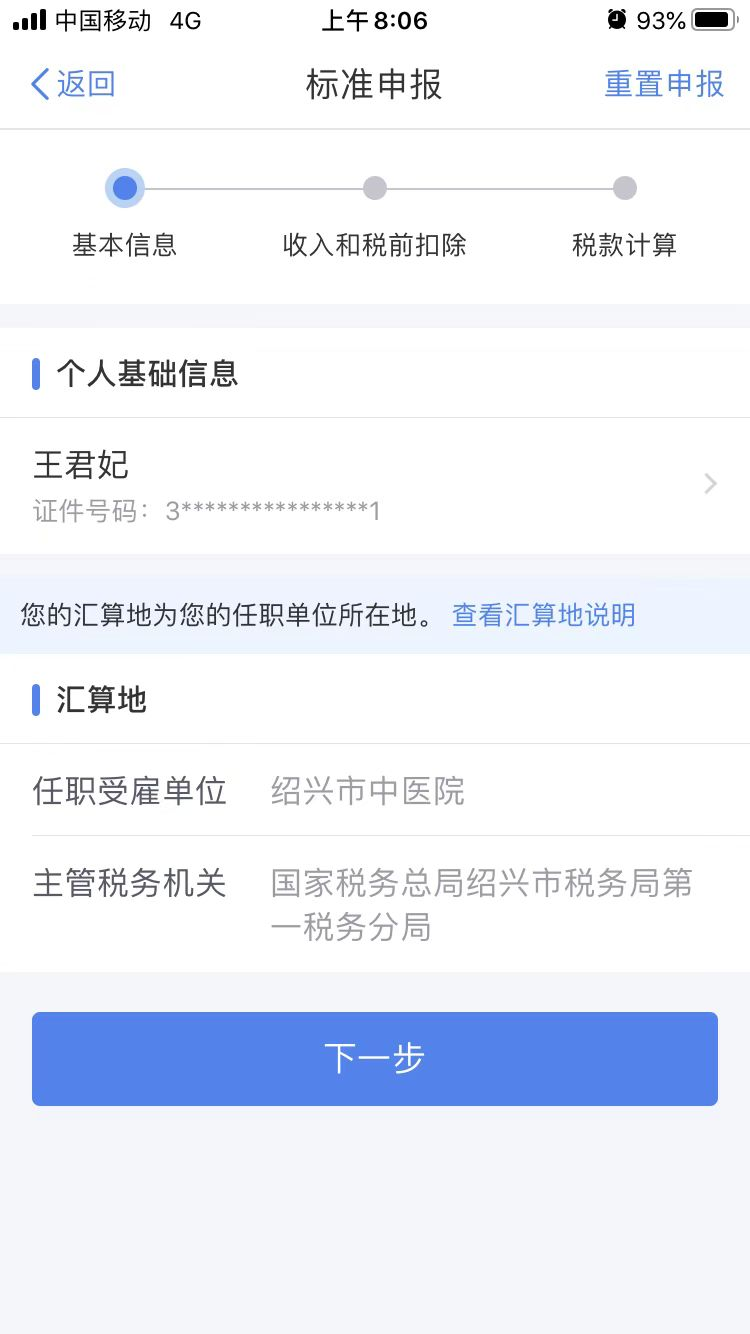 中国移动 4G 上午8:06 93%
返回 标准申报 重置申报
基本信息 收入和税前扣除 税款计算
个人基础信息
王君妃
证件号码：3***************1
您的汇算地为您的任职单位所在地。 查看汇算地说明
汇算地
任职受雇单位 绍兴市中医院
主管税务机关 国家税务总局绍兴市税务局第
一税务分局
下一步